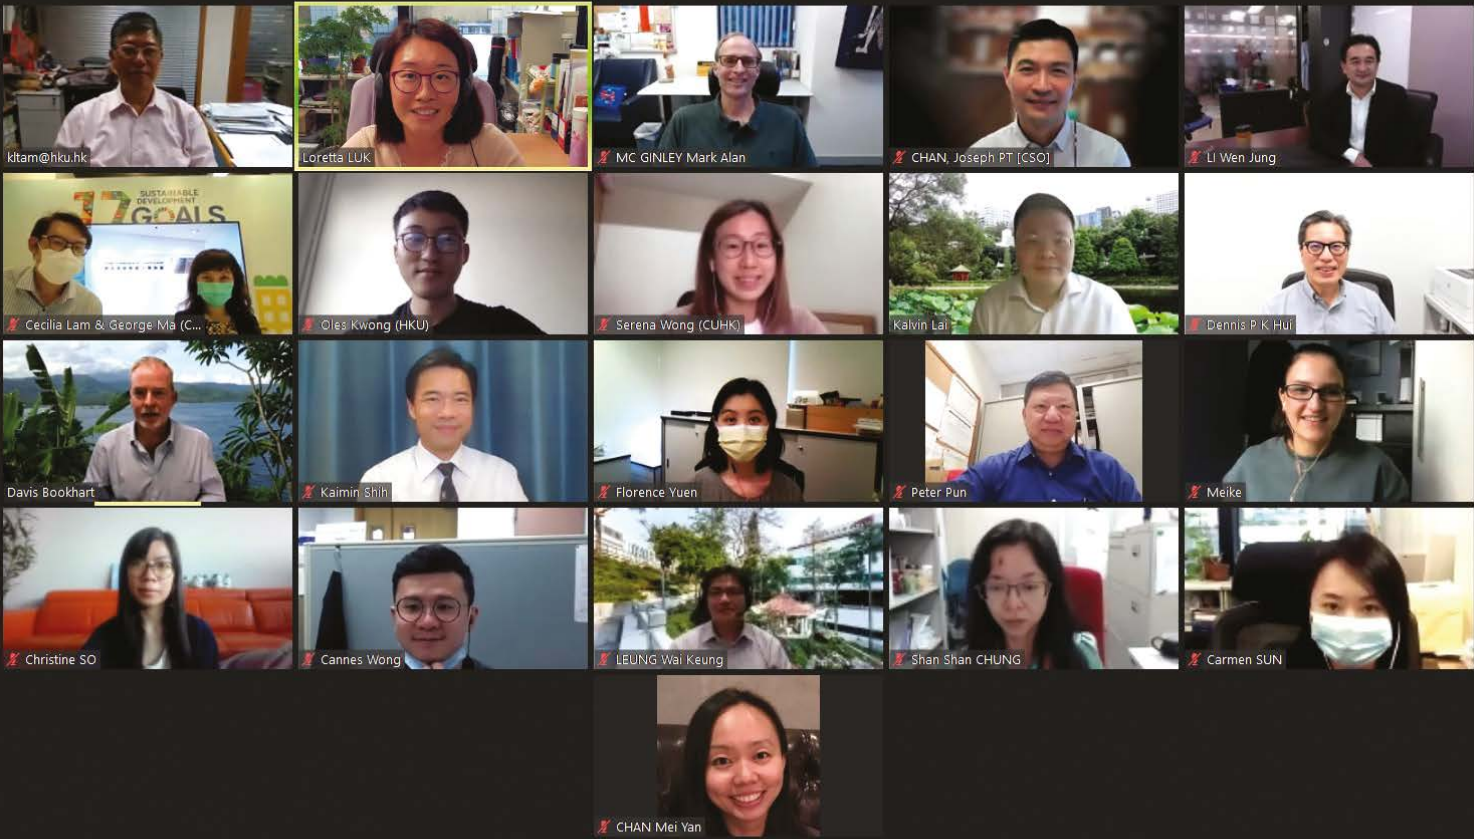 kltam@hku.hk
Loretta LUK
MC GINLEY Mark Alan
CHAN, Joseph PT [CSO]
LI Wen Jung
17 SUSTAINABLE
DEVELOPMENT
GOALS
Cecilia Lam & George Ma (C...
Oles Kwong (HKU)
Serena Wong (CUHK)
Kalvin Lai
Dennis P K Hui
Davis Bookhart
Kaimin Shih
Florence Yuen
Peter Pun
Meike
Christine SO
Cannes Wong
LEUNG Wai Keung
Shan Shan CHUNG
Carmen SUN
CHAN Mei Yan